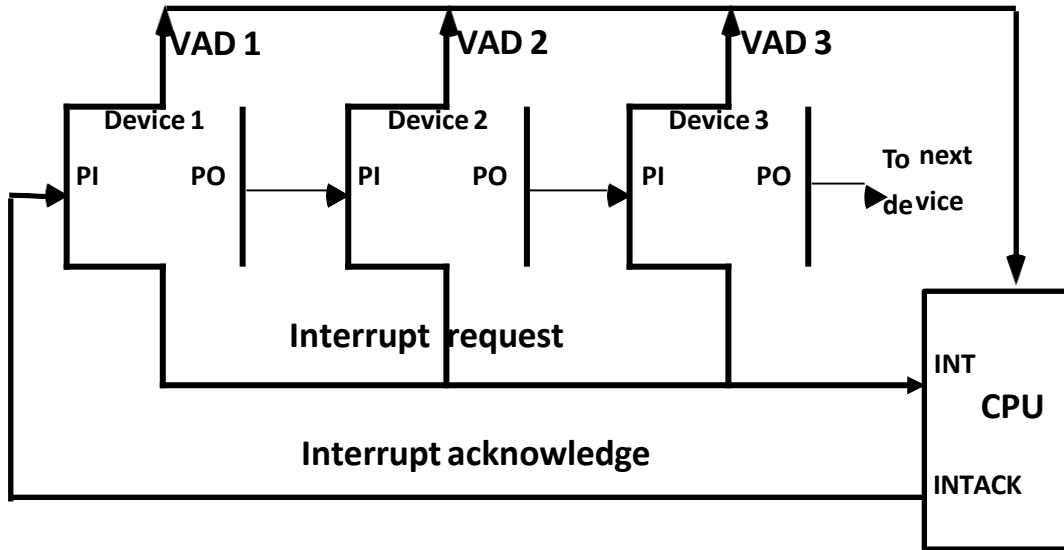 VAD 1 VAD 2 VAD 3
Device 1 Device 2 Device 3
To next
PI PO PI PO PI PO
device
Interrupt request
INT
CPU
Interrupt acknowledge
INTACK